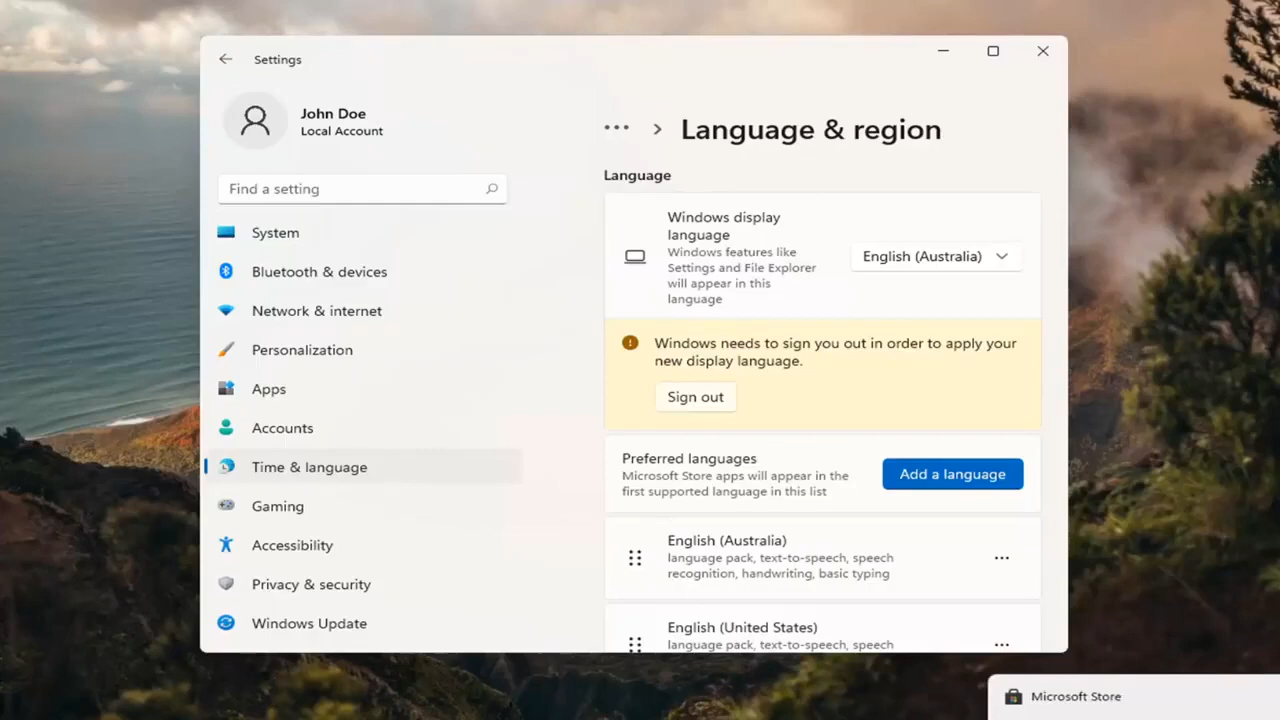 Settings
John Doe
Local Account
Find a setting
System
Bluetooth & devices
Network & internet
Personalization
Apps
Accounts
Time & language
Gaming
Accessibility
Privacy & security
Windows Update
Language & region
Language
Windows display
language
Windows features like
Settings and File Explorer
will appear in this
language
English (Australia)
Windows needs to sign you out in order to apply your
new display language.
Sign out
Preferred languages
Microsoft Store apps will appear in the
first supported language in this list
Add a language
English (Australia)
language pack, text-to-speech, speech
recognition, handwriting, basic typing
English (United States)
language pack, text-to-speech, speech
Microsoft Store